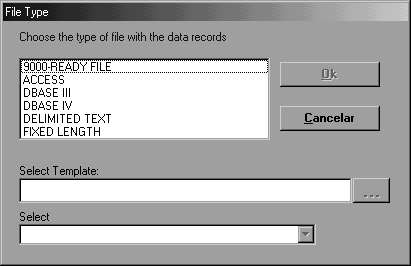 File Type
Choose the type of file with the data records
9000-READY FILE
ACCESS
DBASE III
DBASE IV
DELIMITED TEXT
FIXED LENGTH
Ok
Cancelar
Select Template:
...
Select